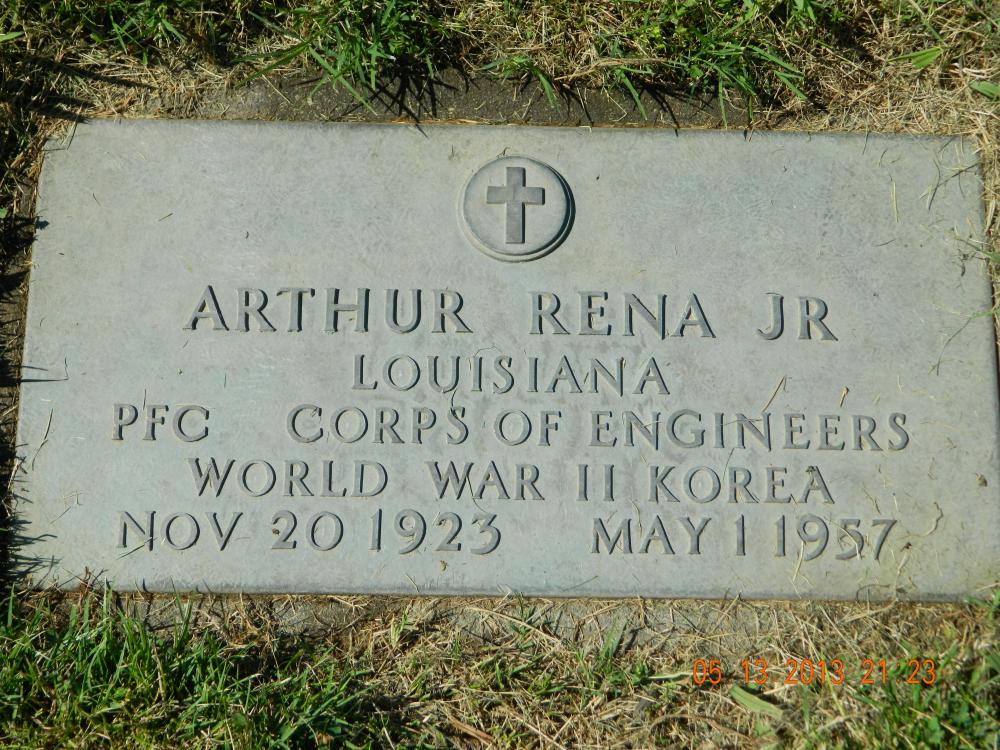 ARTHUR RENA JR
LOUISIANA
PFC CORPS OF ENGINEERS
WORLD WAR II KOREA
NOV 20 1923 MAY 1 1957
05 13 2013 21:23